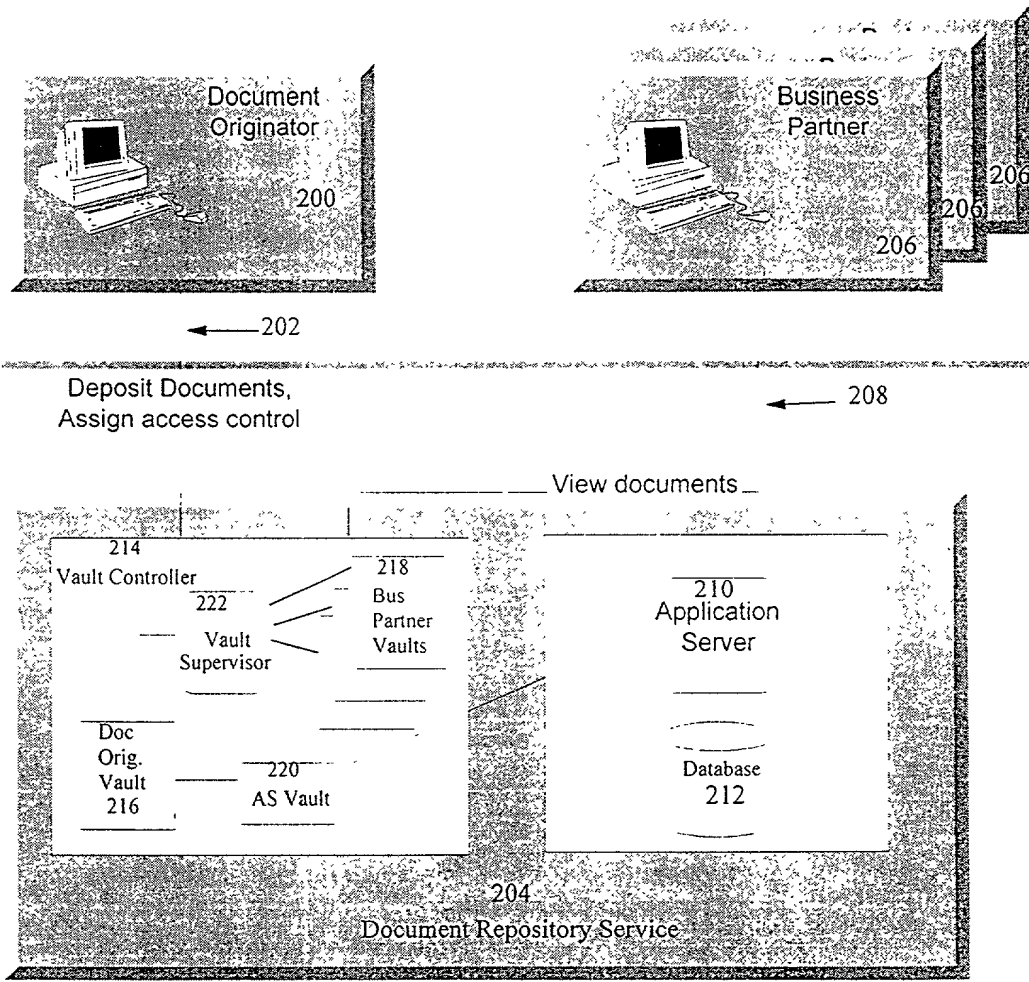 Document
Originator
200
Business
Partner
206
206
206
202
Deposit Documents,
Assign access control
208
View documents
214
Vault Controller
222
Vault
Supervisor
218
Bus
Partner
Vaults
Doc
Orig.
Vault
216
220
AS Vault
210
Application
Server
Database
212
204
Document Repository Service